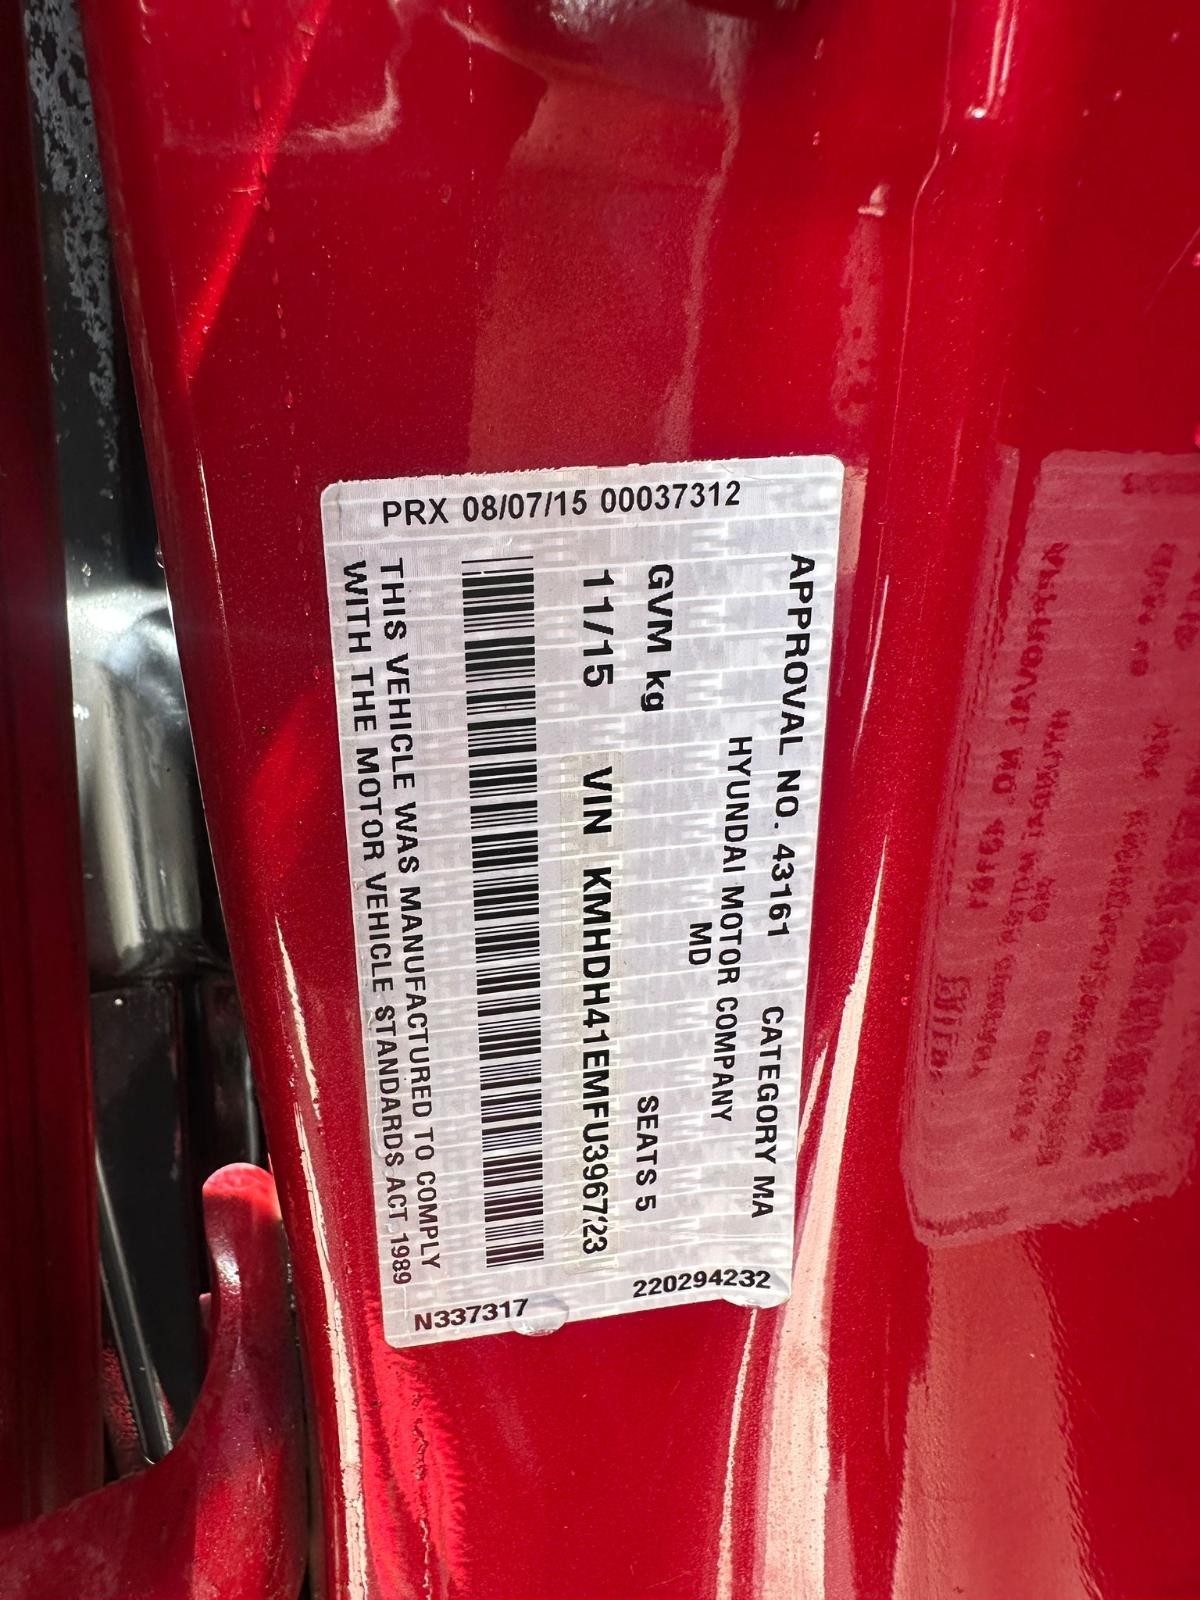 PRX 08/07/15 00037312
APPROVAL NO. 43161 CATEGORY MA
HYUNDAI MOTOR COMPANY
MD
GVM kg SEATS 5
11/15 VIN KMHDH41EMFU396723
THIS VEHICLE WAS MANUFACTURED TO COMPLY
WITH THE MOTOR VEHICLE STANDARDS ACT 1989
220294232
N337317